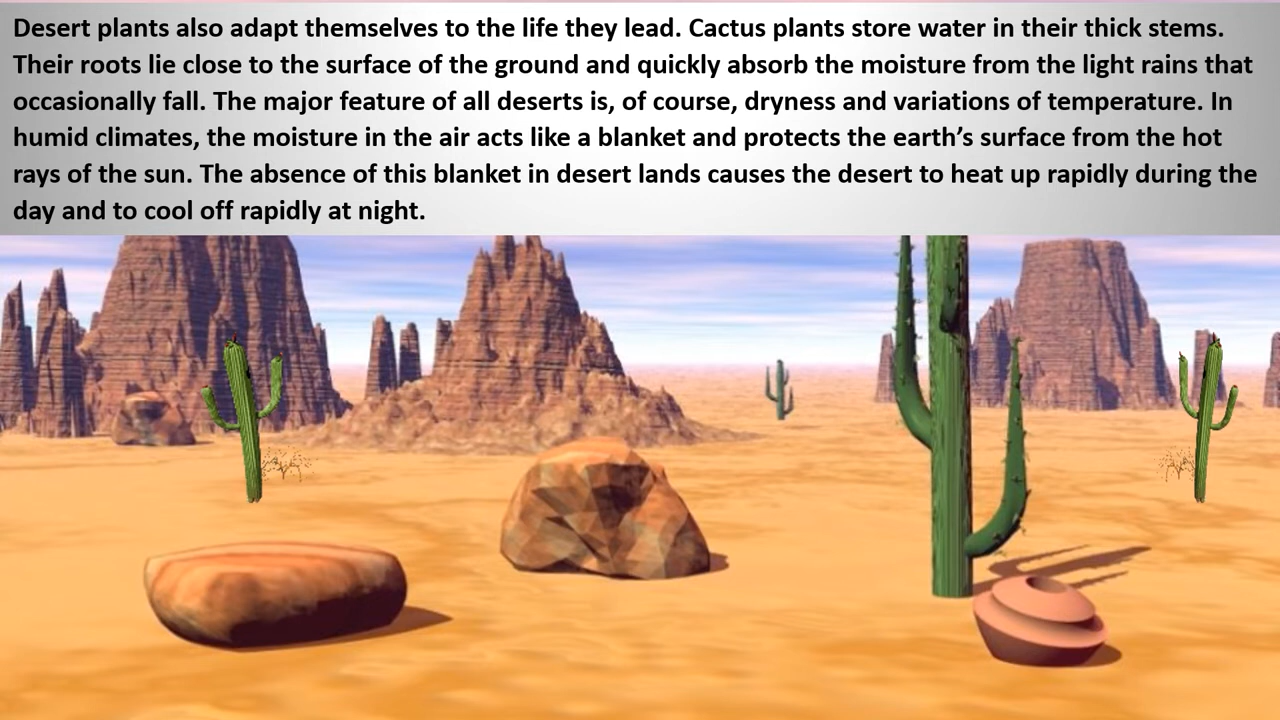 Desert plants also adapt themselves to the life they lead. Cactus plants store water in their thick stems.
Their roots lie close to the surface of the ground and quickly absorb the moisture from the light rains that
occasionally fall. The major feature of all deserts is, of course, dryness and variations of temperature. In
humid climates, the moisture in the air acts like a blanket and protects the earth’s surface from the hot
rays of the sun. The absence of this blanket in desert lands causes the desert to heat up rapidly during the
day and to cool off rapidly at night.